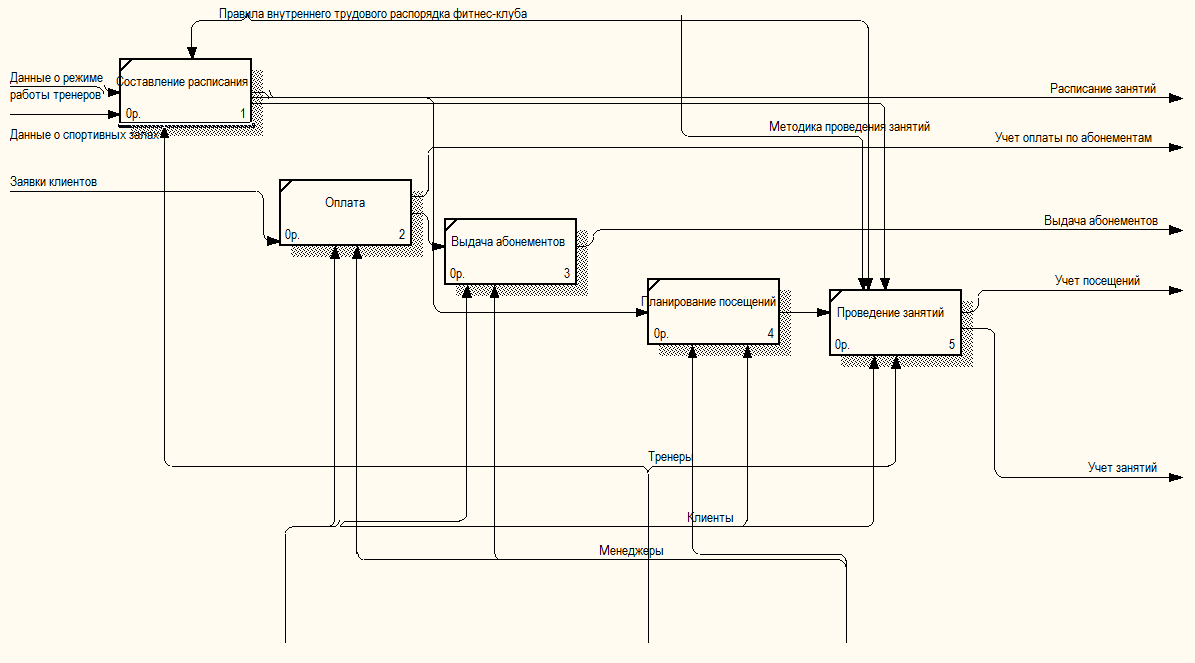 Правила внутреннего трудового распорядка фитнес-клуба
Данные о режиме
работы тренеров
Составление расписания
0р.
1
Данные о спортивных залах
Расписание занятий
Методика проведения занятий
Учет оплаты по абонементам
Заявки клиентов
Оплата
0р.
2
Выдача абонементов
0р.
3
Выдача абонементов
Учет посещений
Планирование посещений
0р.
4
Проведение занятий
0р.
5
Тренеры
Учет занятий
Клиенты
Менеджеры